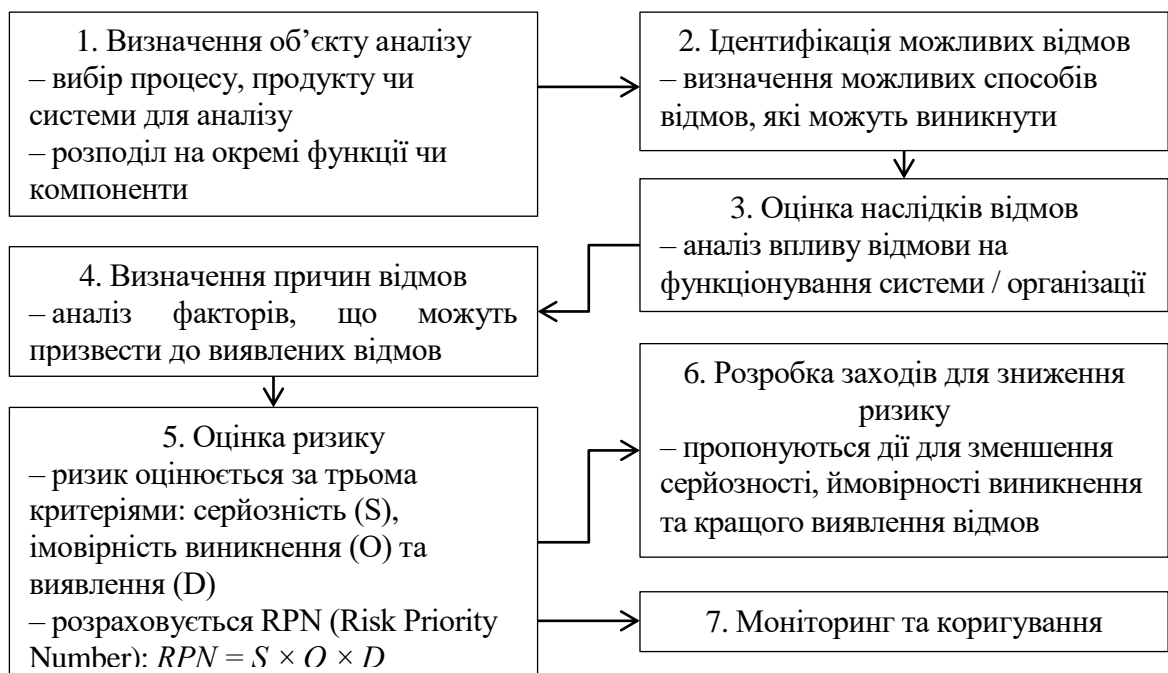 1. Визначення об’єкту аналізу
– вибір процесу, продукту чи
системи для аналізу
– розподіл на окремі функції чи
компоненти
2. Ідентифікація можливих відмов
– визначення можливих способів
відмов, які можуть виникнути
3. Оцінка наслідків відмов
– аналіз впливу відмови на
функціонування системи / організації
4. Визначення причин відмов
– аналіз факторів, що можуть
призвести до виявлених відмов
5. Оцінка ризику
– ризик оцінюється за трьома
критеріями: серйозність (S),
імовірність виникнення (O) та
виявлення (D)
– розраховується RPN (Risk Priority
Number): RPN = S × O × D
6. Розробка заходів для зниження
ризику
– пропонуються дії для зменшення
серйозності, ймовірності виникнення
та кращого виявлення відмов
7. Моніторинг та коригування